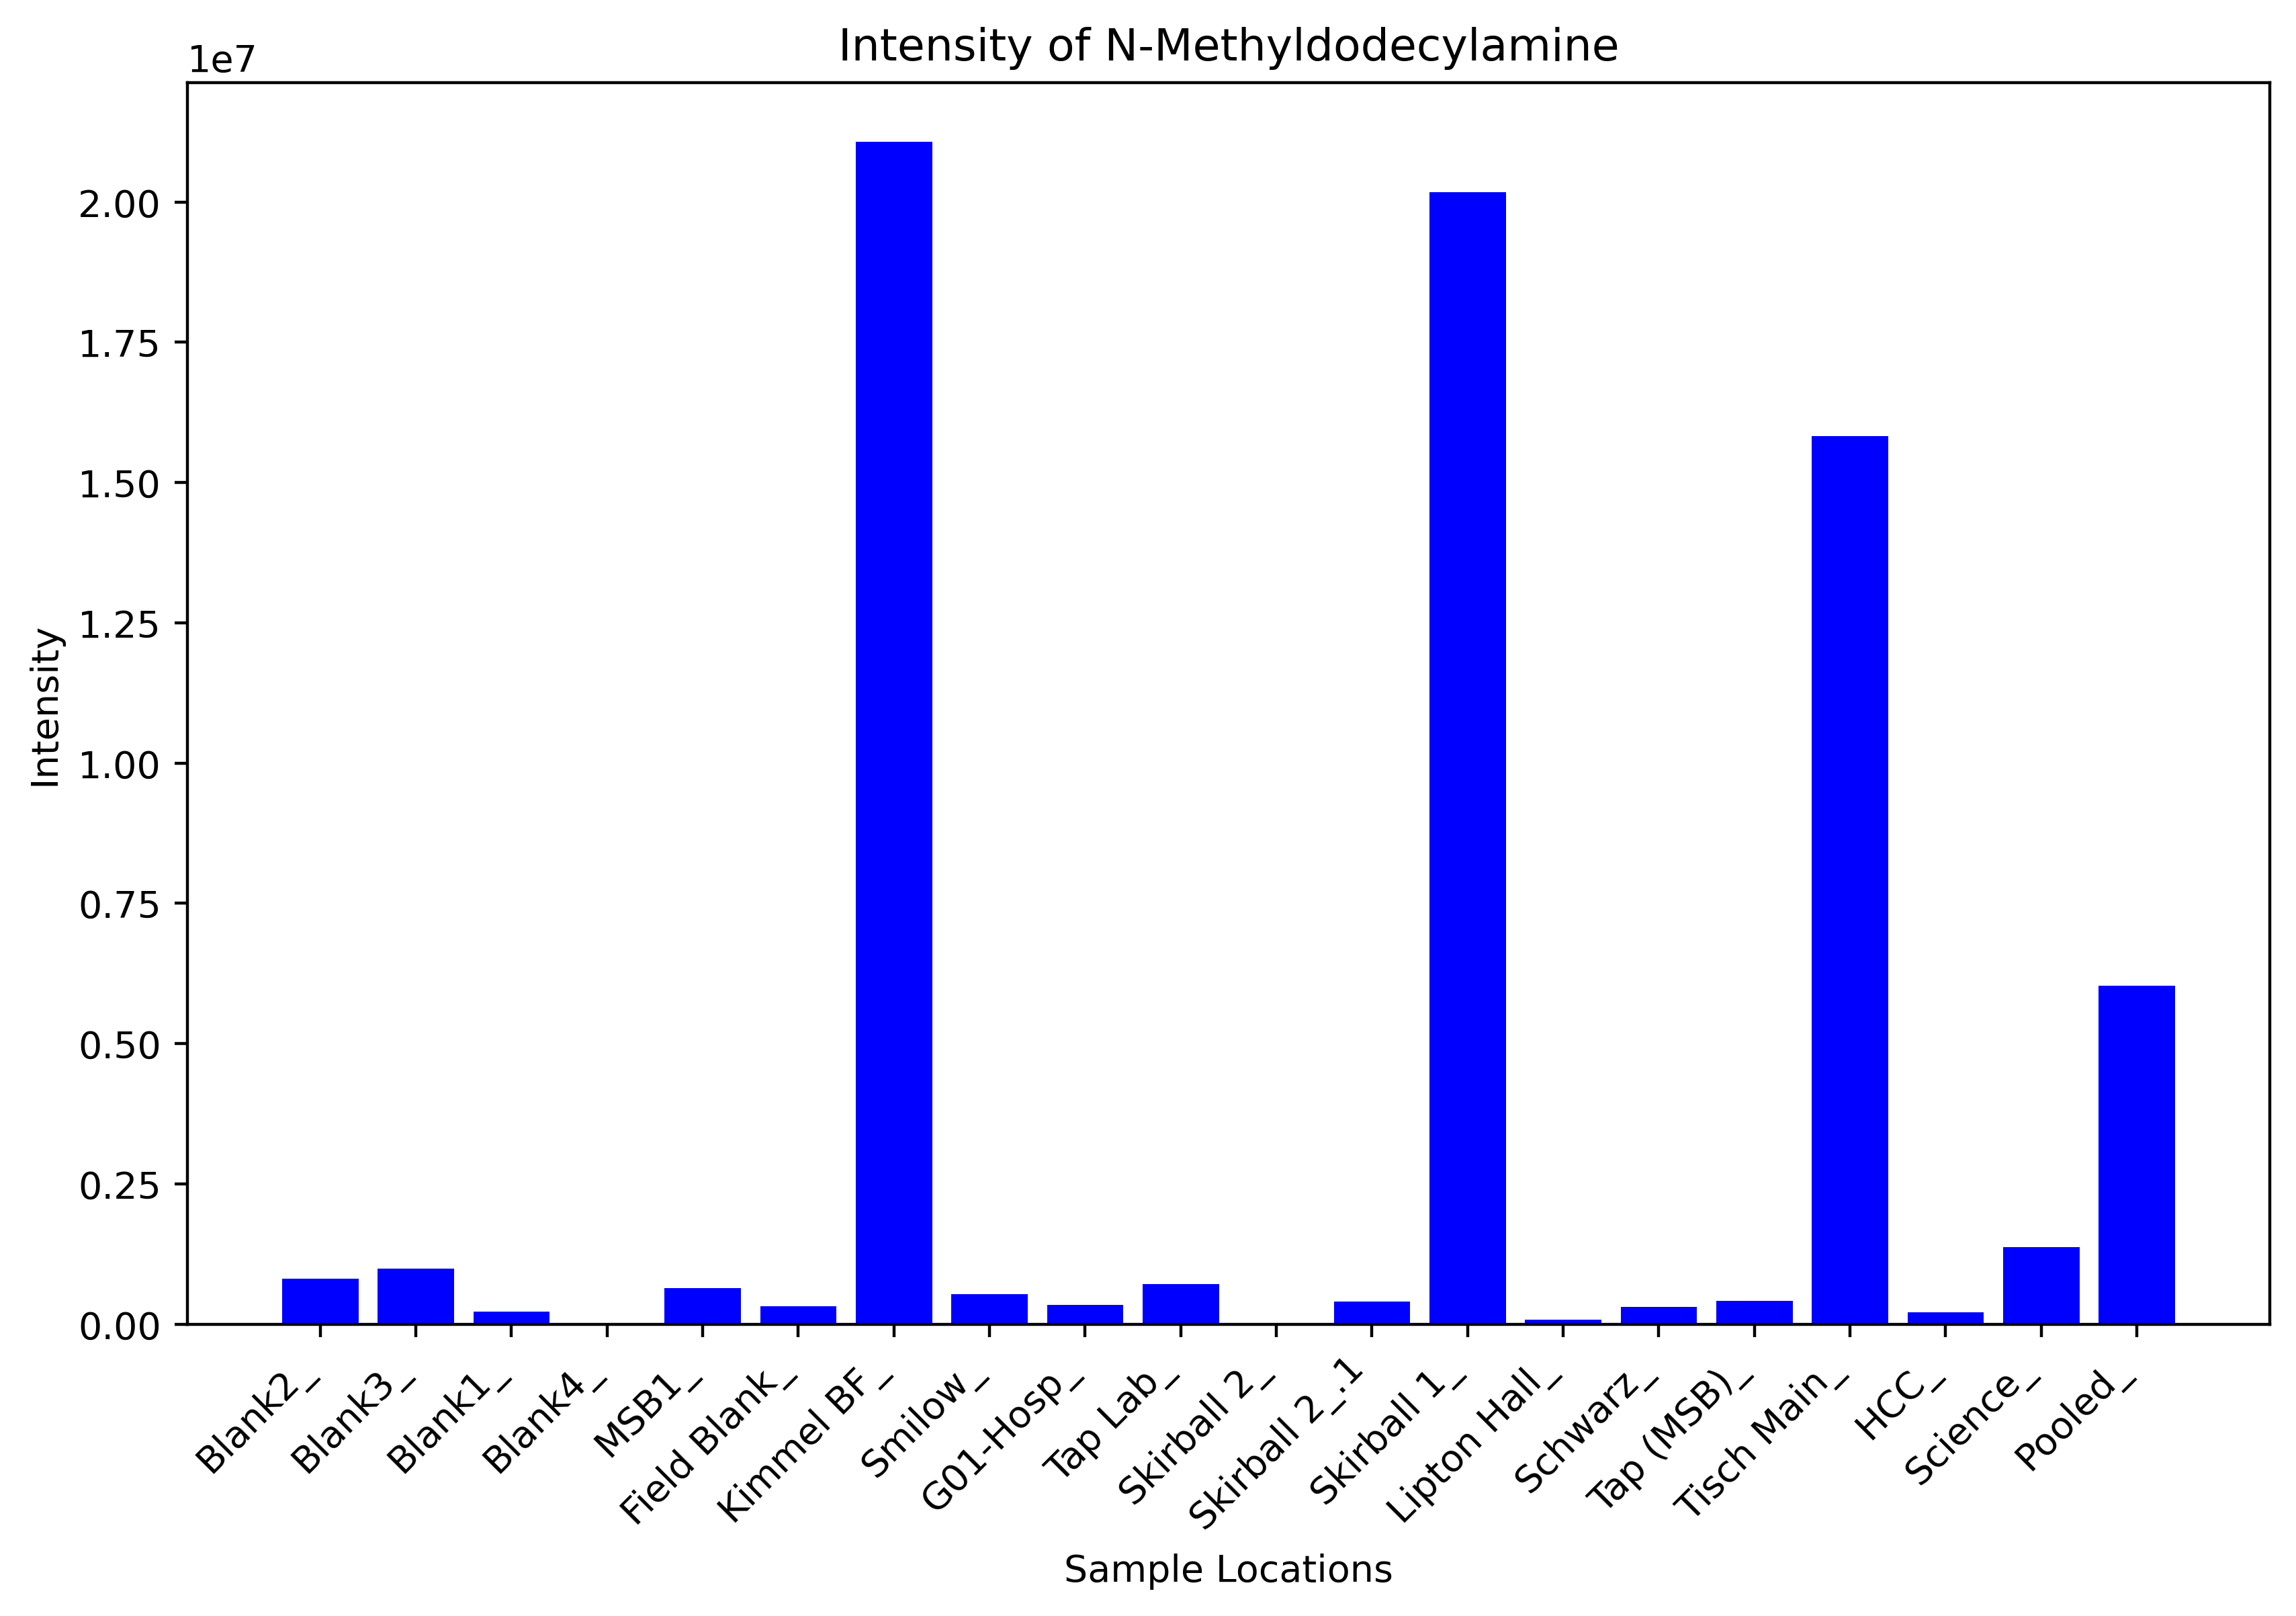 Intensity of N-Methyldodecylamine
1e7
2.00
1.75
1.50
1.25
1.00
0.75
0.50
0.25
0.00
Intensity
Blank2_
Blank3_
Blank1_
Blank4_
MSB1_
Field Blank_
Kimmel BF_
Smilow_
G01-Hosp_
Tap Lab_
Skirball 2_
Skirball 2_.1
Skirball 1_
Lipton Hall_
Schwarz_
Tap (MSB)_
Tisch Main_
HCC_
Science_
Pooled_
Sample Locations